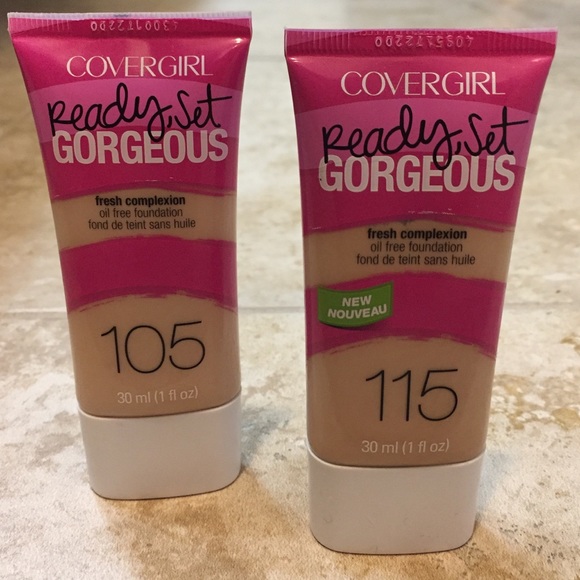 COVERGIRL
Ready, Set
GORGEOUS
fresh complexion
oil free foundation
fond de teint sans huile
105
30 ml (1 fl oz)
COVERGIRL
Ready, Set
GORGEOUS
fresh complexion
oil free foundation
fond de teint sans huile
NEW
NOUVEAU
115
30 ml (1 fl oz)